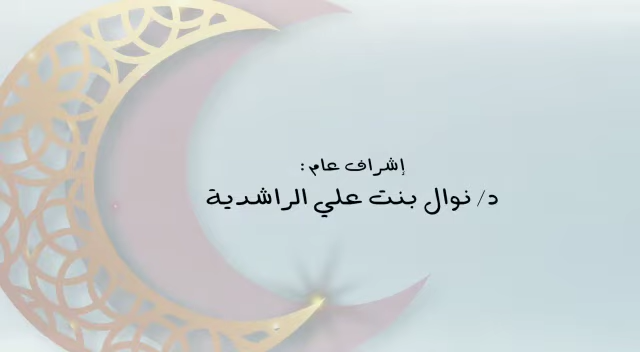 إشراف عام :
د/ نوال بنت علي الراشدية